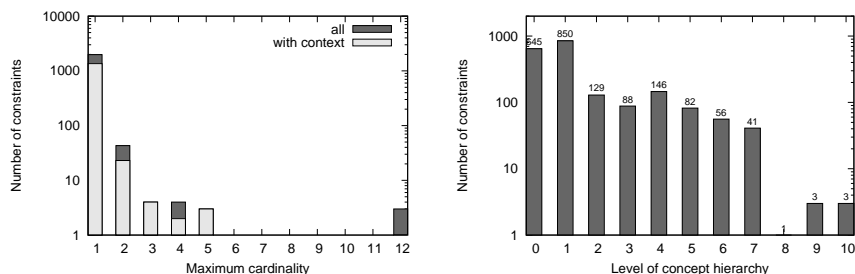 Number of constraints
10000
1000
100
10
1
all
with context
1 2 3 4 5 6 7 8 9 10 11 12
Maximum cardinality
Number of constraints
1000
100
10
1
645
850
129
88
146
82
56
41
1
3
3
0 1 2 3 4 5 6 7 8 9 10
Level of concept hierarchy